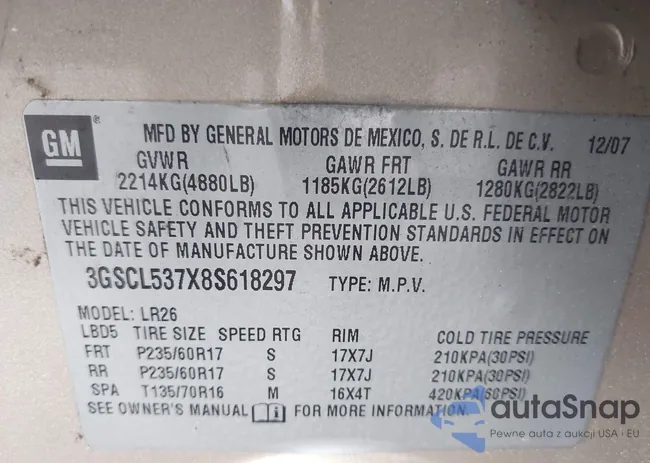 GM
MFD BY GENERAL MOTORS DE MEXICO, S. DE R.L. DE C.V. 12/07
GVWR GAWR FRT GAWR RR
2214KG(4880LB) 1185KG(2612LB) 1280KG(2822LB)
THIS VEHICLE CONFORMS TO ALL APPLICABLE U.S. FEDERAL MOTOR
VEHICLE SAFETY AND THEFT PREVENTION STANDARDS IN EFFECT ON
THE DATE OF MANUFACTURE SHOWN ABOVE.
3GSCL537X8S618297 TYPE: M.P.V.
MODEL: LR26
LBD5 TIRE SIZE SPEED RTG RIM COLD TIRE PRESSURE
FRT P235/60R17 S 17X7J 210KPA(30PSI)
RR P235/60R17 S 17X7J 210KPA(30PSI)
SPA T135/70R16 M 16X4T 420KPA(60PSI)
SEE OWNER'S MANUAL i FOR MORE INFORMATION.
autoSnap
Pewne auta z aukcji USA i EU